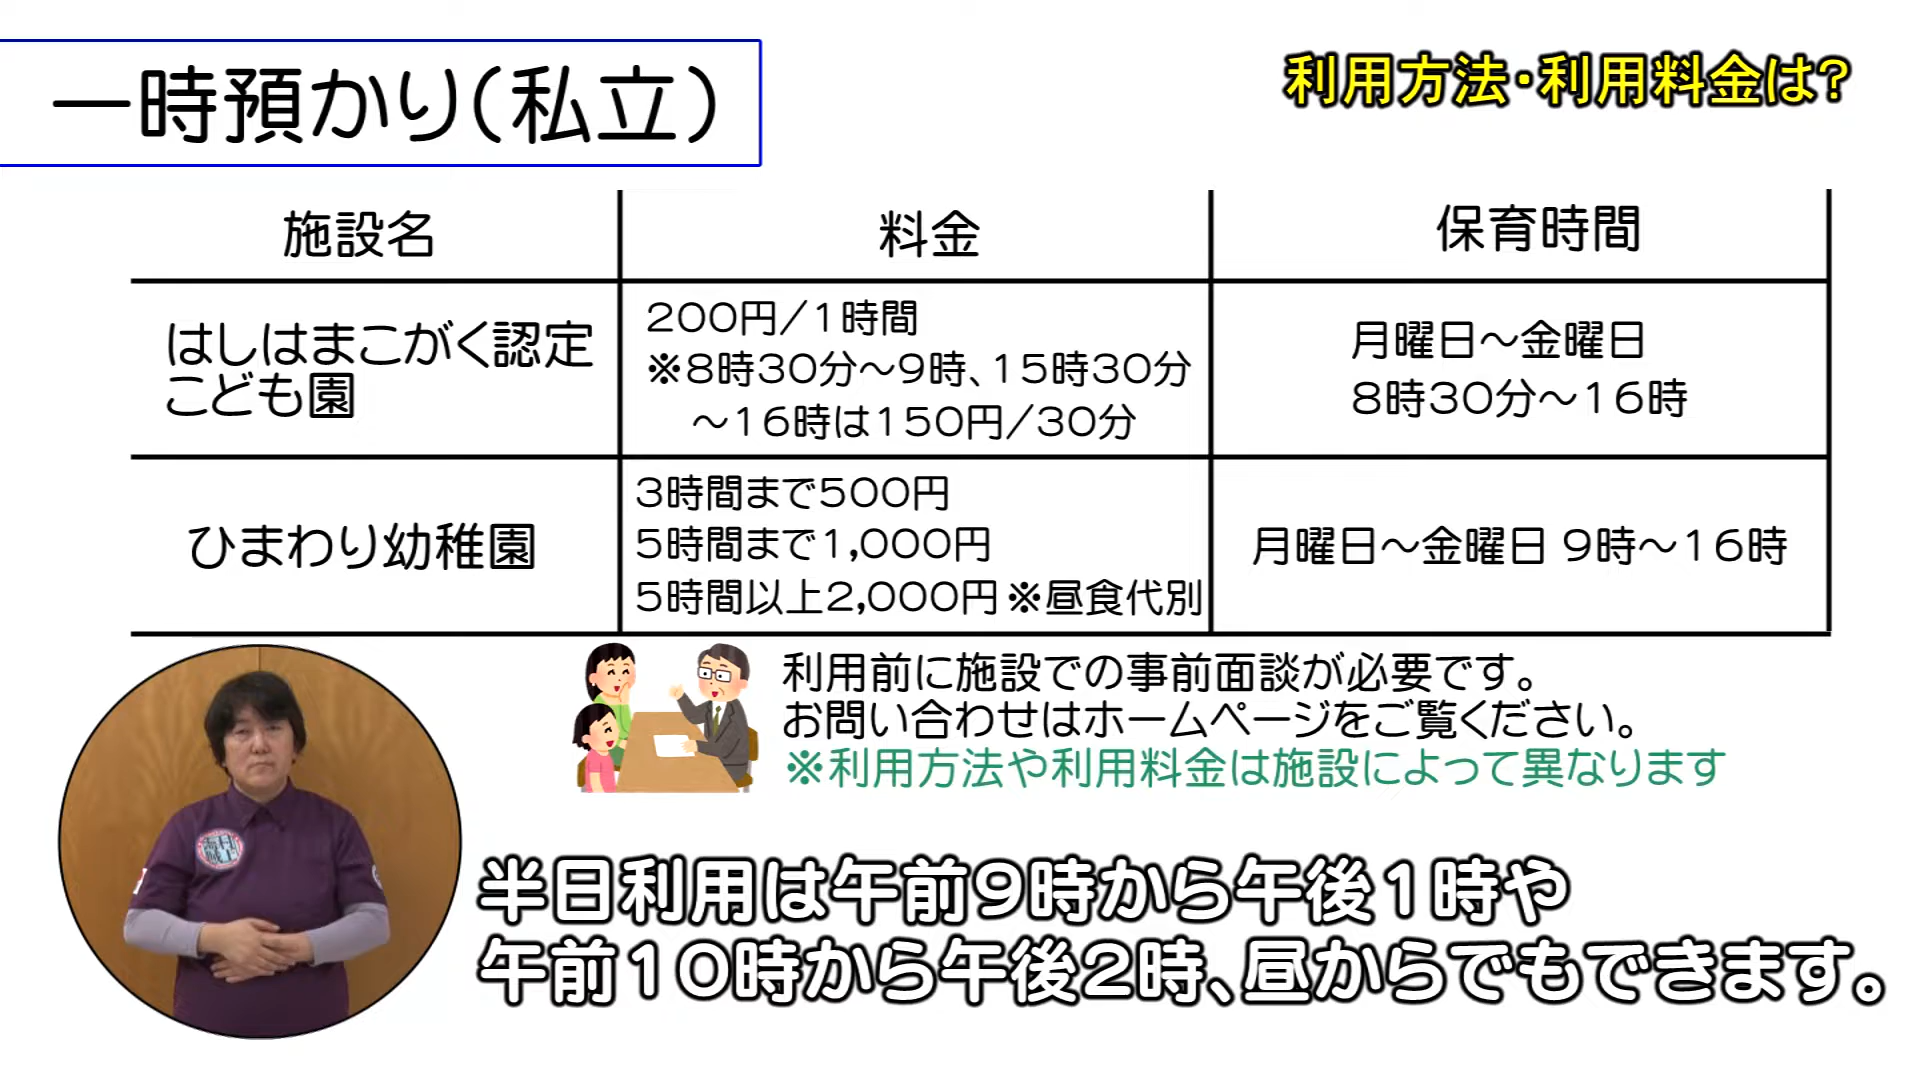 一時預かり（私立）
利用方法・利用料金は？
施設名
料金
保育時間
はしはまこがく認定
こども園
200円／1時間
※8時30分～9時、15時30分
～16時は150円／30分
月曜日～金曜日
8時30分～16時
ひまわり幼稚園
3時間まで500円
5時間まで1,000円
5時間以上2,000円 ※昼食代別
月曜日～金曜日 9時～16時
利用前に施設での事前面談が必要です。
お問い合わせはホームページをご覧ください。
※利用方法や利用料金は施設によって異なります
半日利用は午前9時から午後1時や
午前10時から午後2時、昼からでもできます。